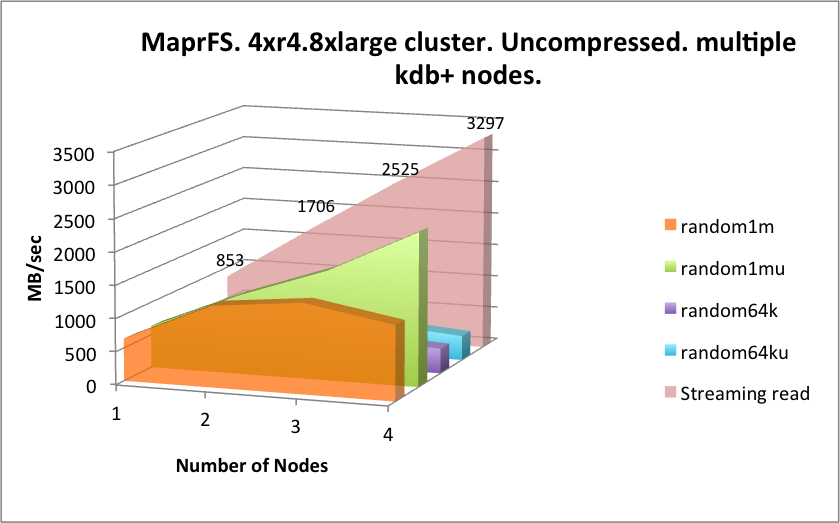 MaprFS. 4xr4.8xlarge cluster. Uncompressed. multiple
kdb+ nodes.
3297
2525
1706
853
3500
3000
2500
2000
1500
1000
500
0
MB/sec
1
2
3
4
Number of Nodes
random1m
random1mu
random64k
random64ku
Streaming read